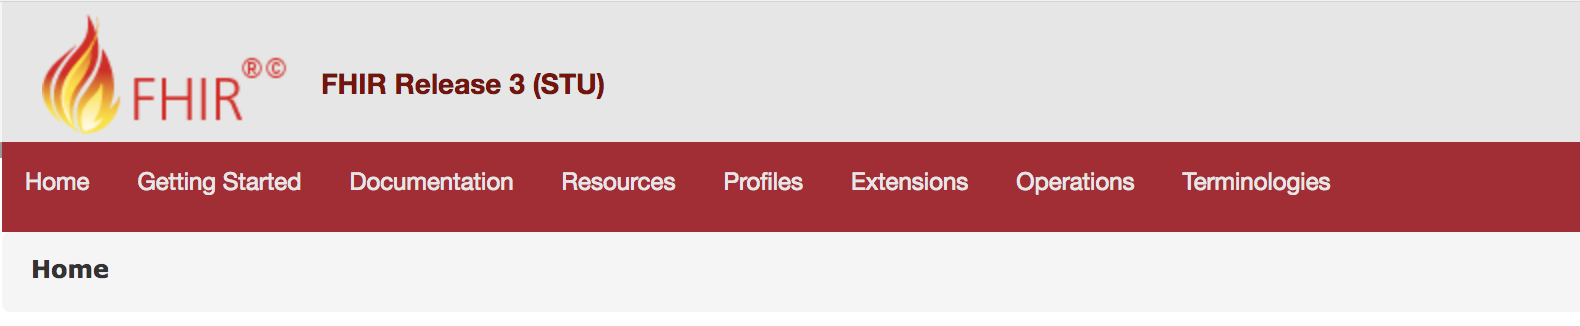 FHIR®© FHIR Release 3 (STU)
Home Getting Started Documentation Resources Profiles Extensions Operations Terminologies
Home